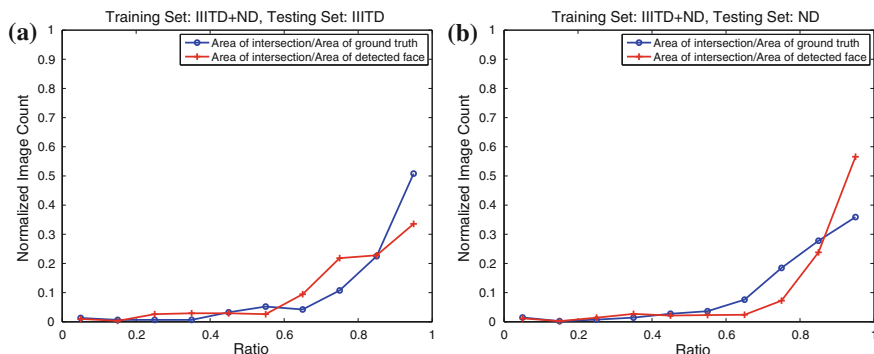 (a)
Training Set: IIITD+ND, Testing Set: IIITD
Area of intersection/Area of ground truth
Area of intersection/Area of detected face
Normalized Image Count
1
0.9
0.8
0.7
0.6
0.5
0.4
0.3
0.2
0.1
0
0
0.2
0.4
0.6
0.8
1
Ratio
(b)
Training Set: IIITD+ND, Testing Set: ND
Area of intersection/Area of ground truth
Area of intersection/Area of detected face
Normalized Image Count
1
0.9
0.8
0.7
0.6
0.5
0.4
0.3
0.2
0.1
0
0
0.2
0.4
0.6
0.8
1
Ratio